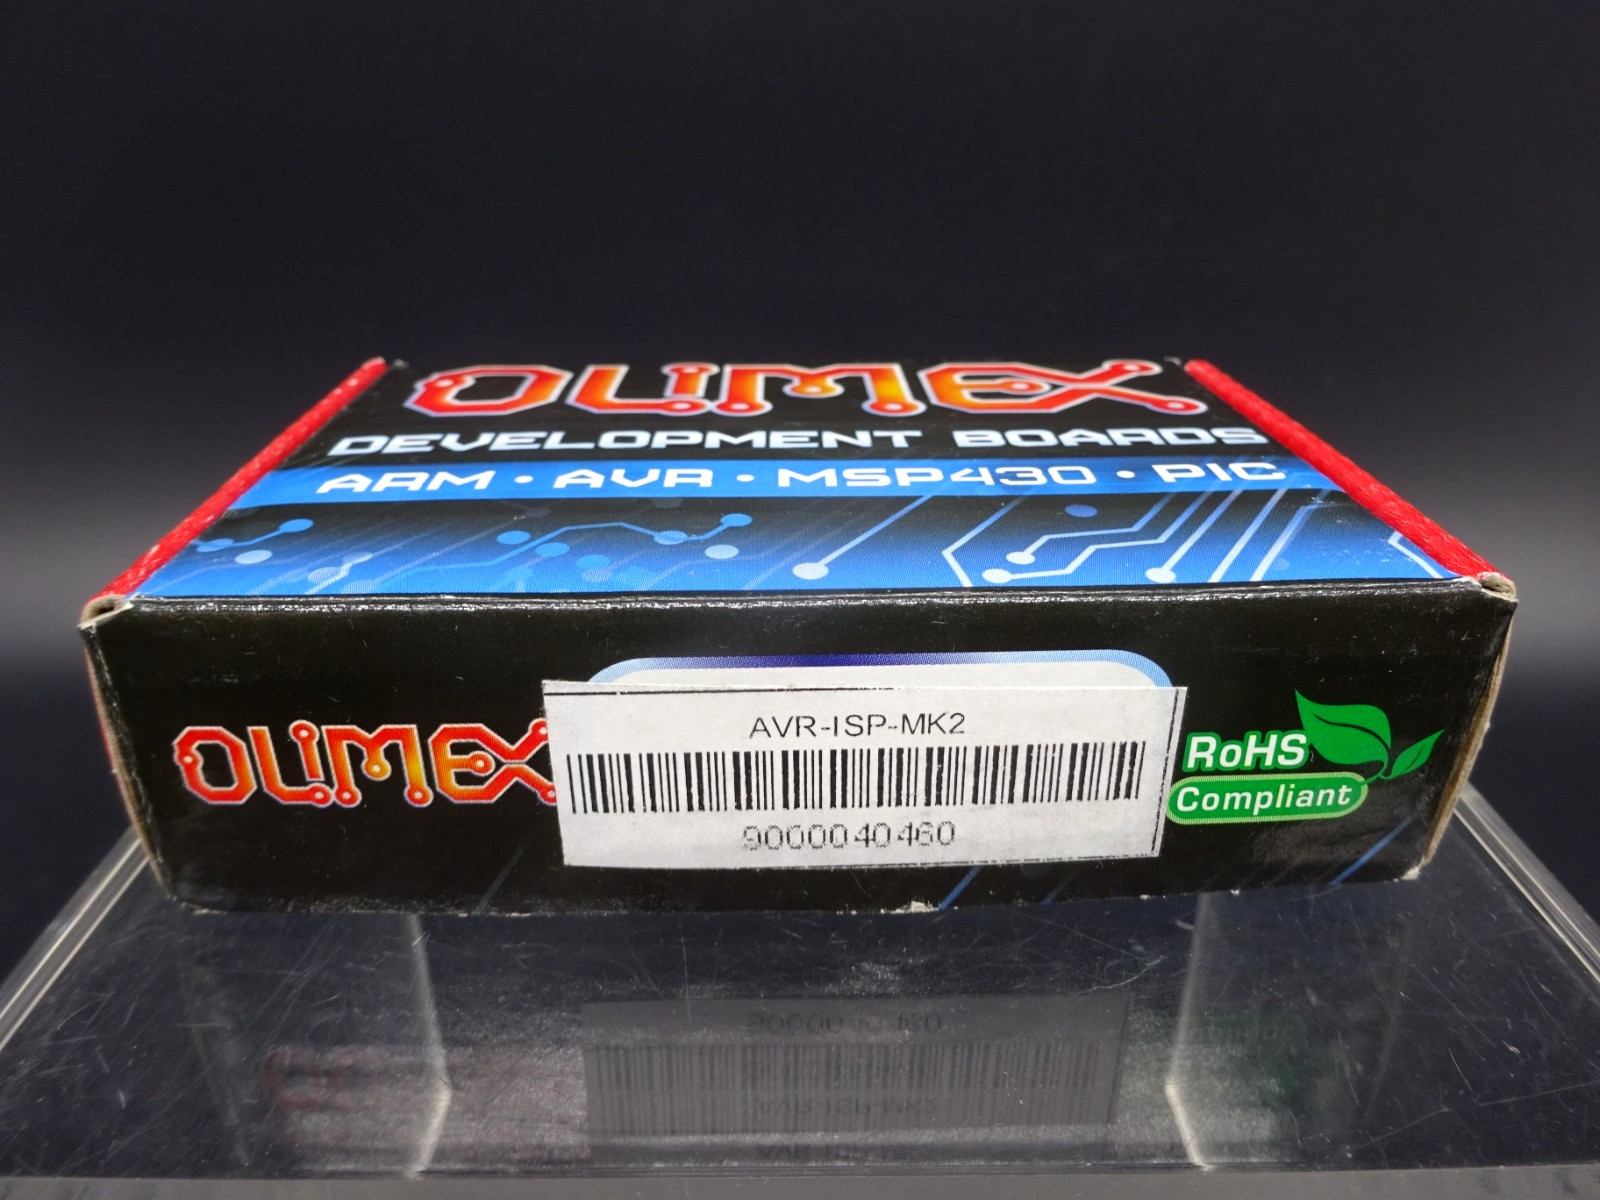 OLIMEX
DEVELOPMENT BOARDS
ARM • AVR • MSP430 • PIC
OLIMEX
AVR-ISP-MK2
9000040460
RoHS
Compliant